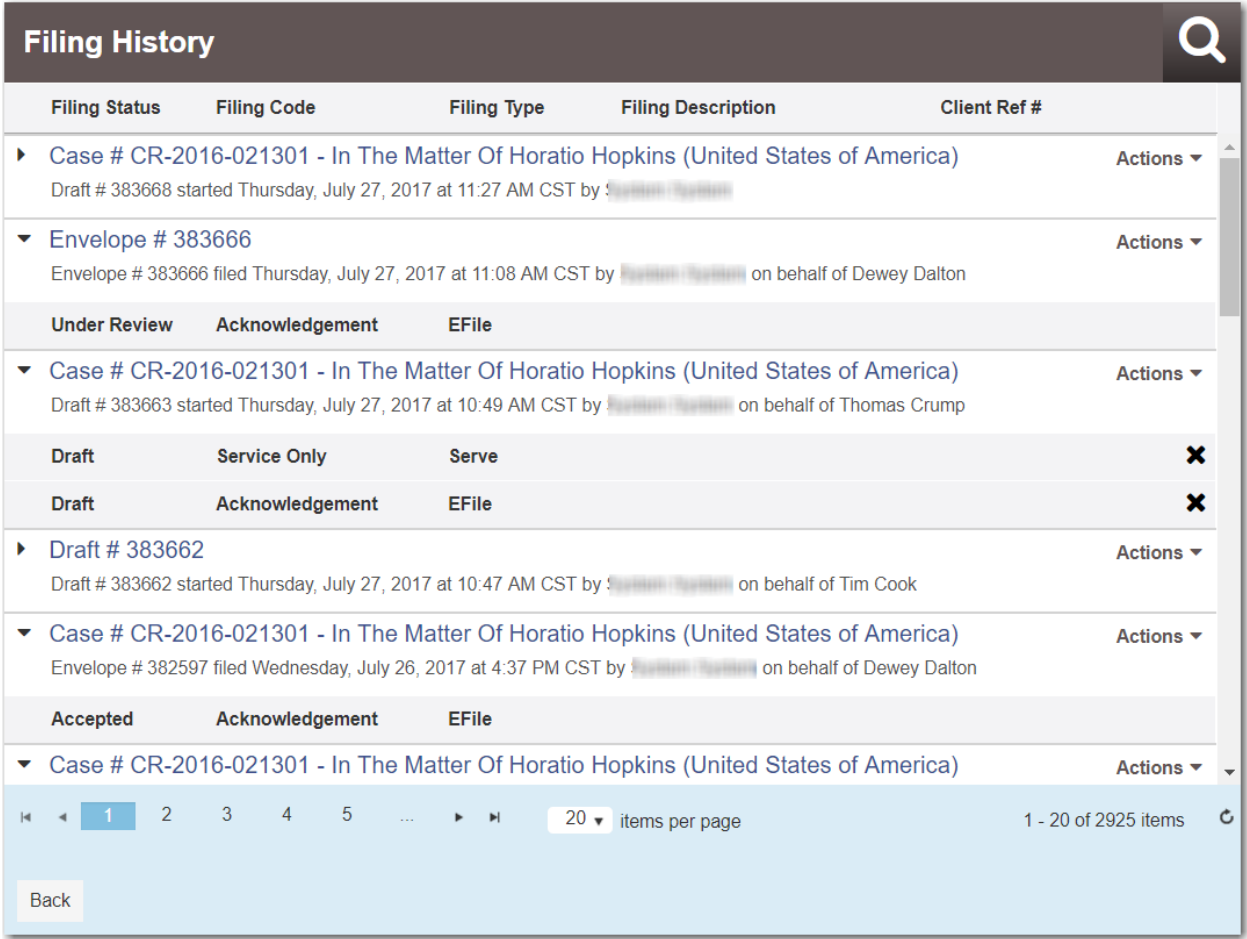 Filing History
Filing Status Filing Code Filing Type Filing Description Client Ref #
Case # CR-2016-021301 - In The Matter Of Horatio Hopkins (United States of America) Actions
Draft # 383668 started Thursday, July 27, 2017 at 11:27 AM CST by
Envelope # 383666 Actions
Envelope # 383666 filed Thursday, July 27, 2017 at 11:08 AM CST by on behalf of Dewey Dalton
Under Review Acknowledgement EFile
Case # CR-2016-021301 - In The Matter Of Horatio Hopkins (United States of America) Actions
Draft # 383663 started Thursday, July 27, 2017 at 10:49 AM CST by on behalf of Thomas Crump
Draft Service Only Serve
Draft Acknowledgement EFile
Draft # 383662 Actions
Draft # 383662 started Thursday, July 27, 2017 at 10:47 AM CST by on behalf of Tim Cook
Case # CR-2016-021301 - In The Matter Of Horatio Hopkins (United States of America) Actions
Envelope # 382597 filed Wednesday, July 26, 2017 at 4:37 PM CST by on behalf of Dewey Dalton
Accepted Acknowledgement EFile
Case # CR-2016-021301 - In The Matter Of Horatio Hopkins (United States of America) Actions
1 2 3 4 5 ... 20 items per page 1 - 20 of 2925 items
Back